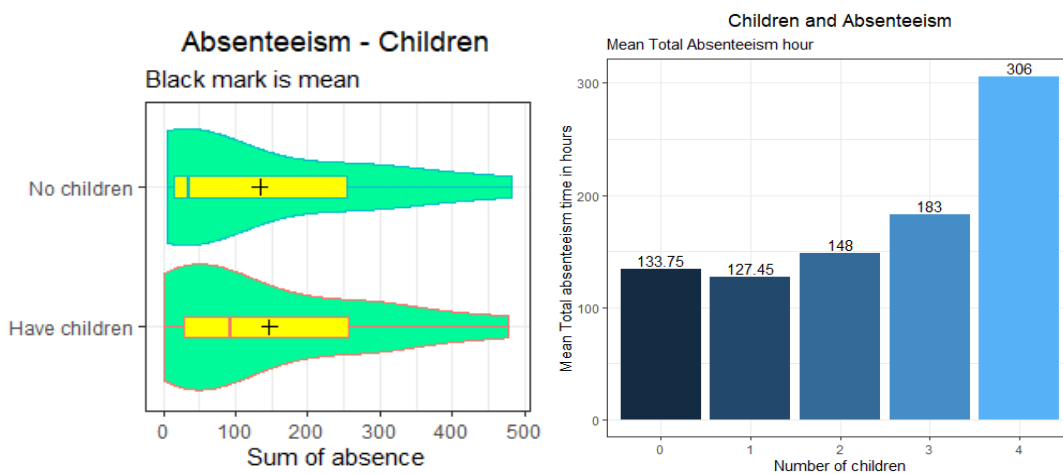 Absenteeism - Children
Black mark is mean
No children
Have children
0 100 200 300 400 500
Sum of absence
Children and Absenteeism
Mean Total Absenteeism hour
Mean Total absenteeism time in hours
300
200
100
0
133.75
127.45
148
183
306
0 1 2 3 4
Number of children